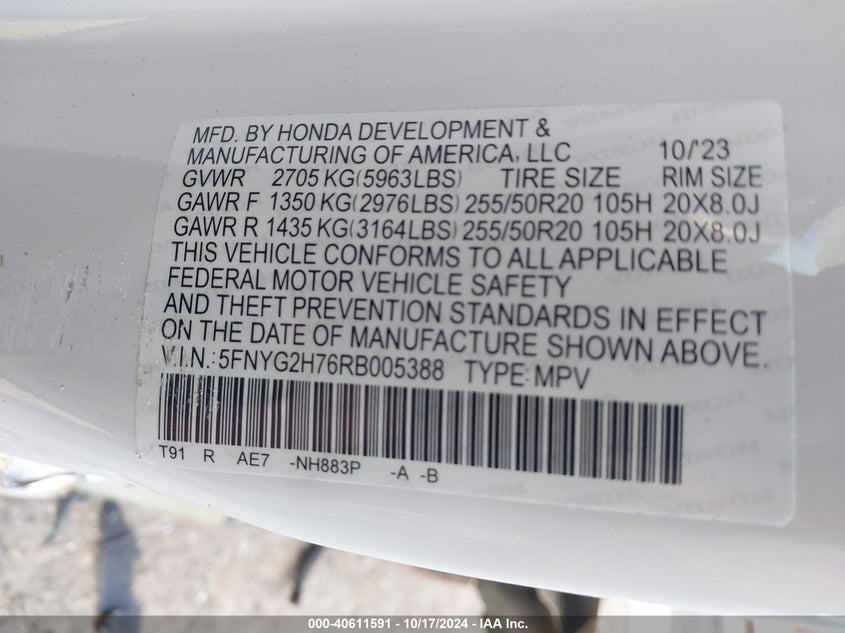 MFD. BY HONDA DEVELOPMENT &
MANUFACTURING OF AMERICA, LLC 10/'23
GVWR 2705 KG(5963LBS) TIRE SIZE RIM SIZE
GAWR F 1350 KG(2976LBS) 255/50R20 105H 20X8.0J
GAWR R 1435 KG(3164LBS) 255/50R20 105H 20X8.0J
THIS VEHICLE CONFORMS TO ALL APPLICABLE
FEDERAL MOTOR VEHICLE SAFETY
AND THEFT PREVENTION STANDARDS IN EFFECT
ON THE DATE OF MANUFACTURE SHOWN ABOVE.
V.I.N.: 5FNYG2H76RB005388 TYPE: MPV
T91 R AE7 -NH883P -A -B
000-40611591 - 10/17/2024 - IAA Inc.